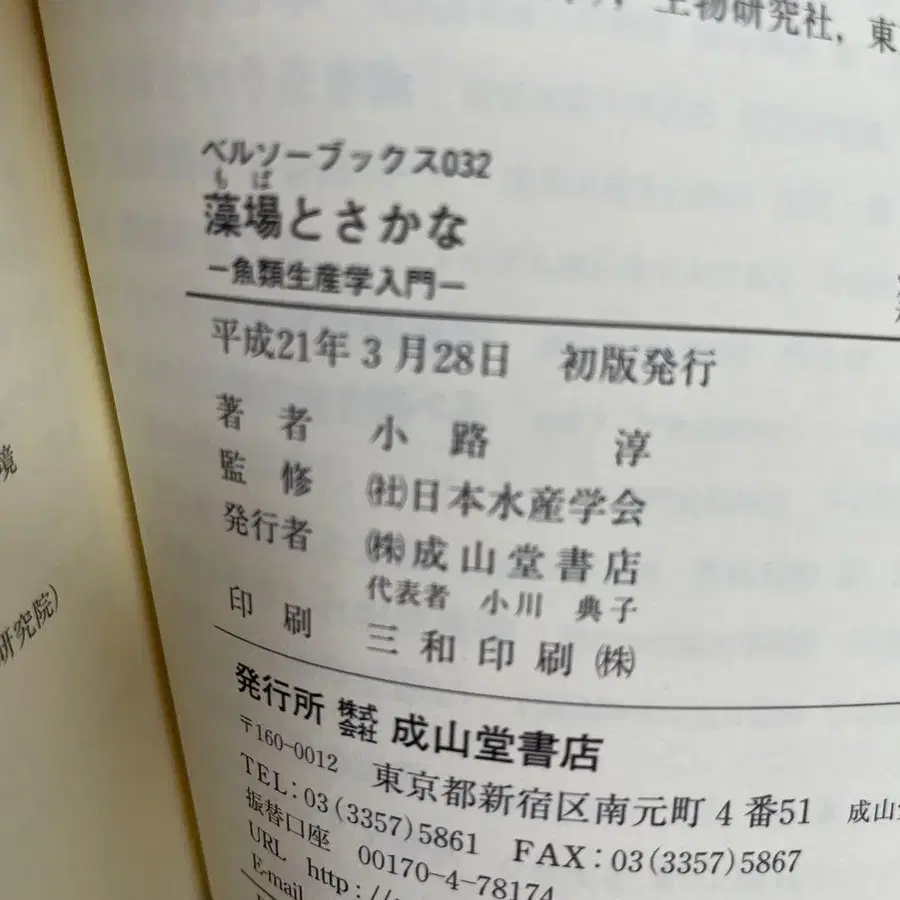 生物研究社, 東
ベルソーブックス032
もば
藻場とさかな
−魚類生産学入門−
平成21年3月28日 初版発行
著者 小路 淳
監修 ㈳日本水産学会
発行者 ㈱成山堂書店
代表者 小川 典子
印刷 三和印刷㈱
発行所 株式会社 成山堂書店
〒160-0012 東京都新宿区南元町4番51 成山
TEL:03(3357)5861 FAX:03(3357)5867
振替口座 00170-4-78174
URL http:/
E-mail
境
研究院)